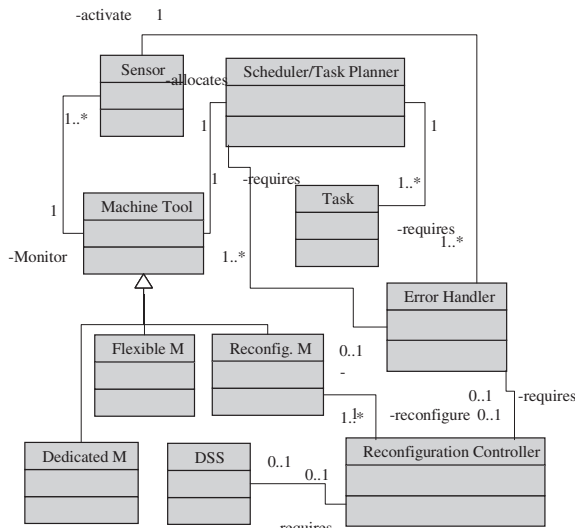 -activate 1
Sensor
-allocates
Scheduler/Task Planner
1..*
1
1
1
-requires
1..*
Task
1
Machine Tool
-requires
1..*
-Monitor
1..*
Error Handler
Flexible M
Reconfig. M
0..1
-
0..1
-requires
1
1..*
-reconfigure
0..1
Dedicated M
DSS
0..1
0..1
Reconfiguration Controller
-requires